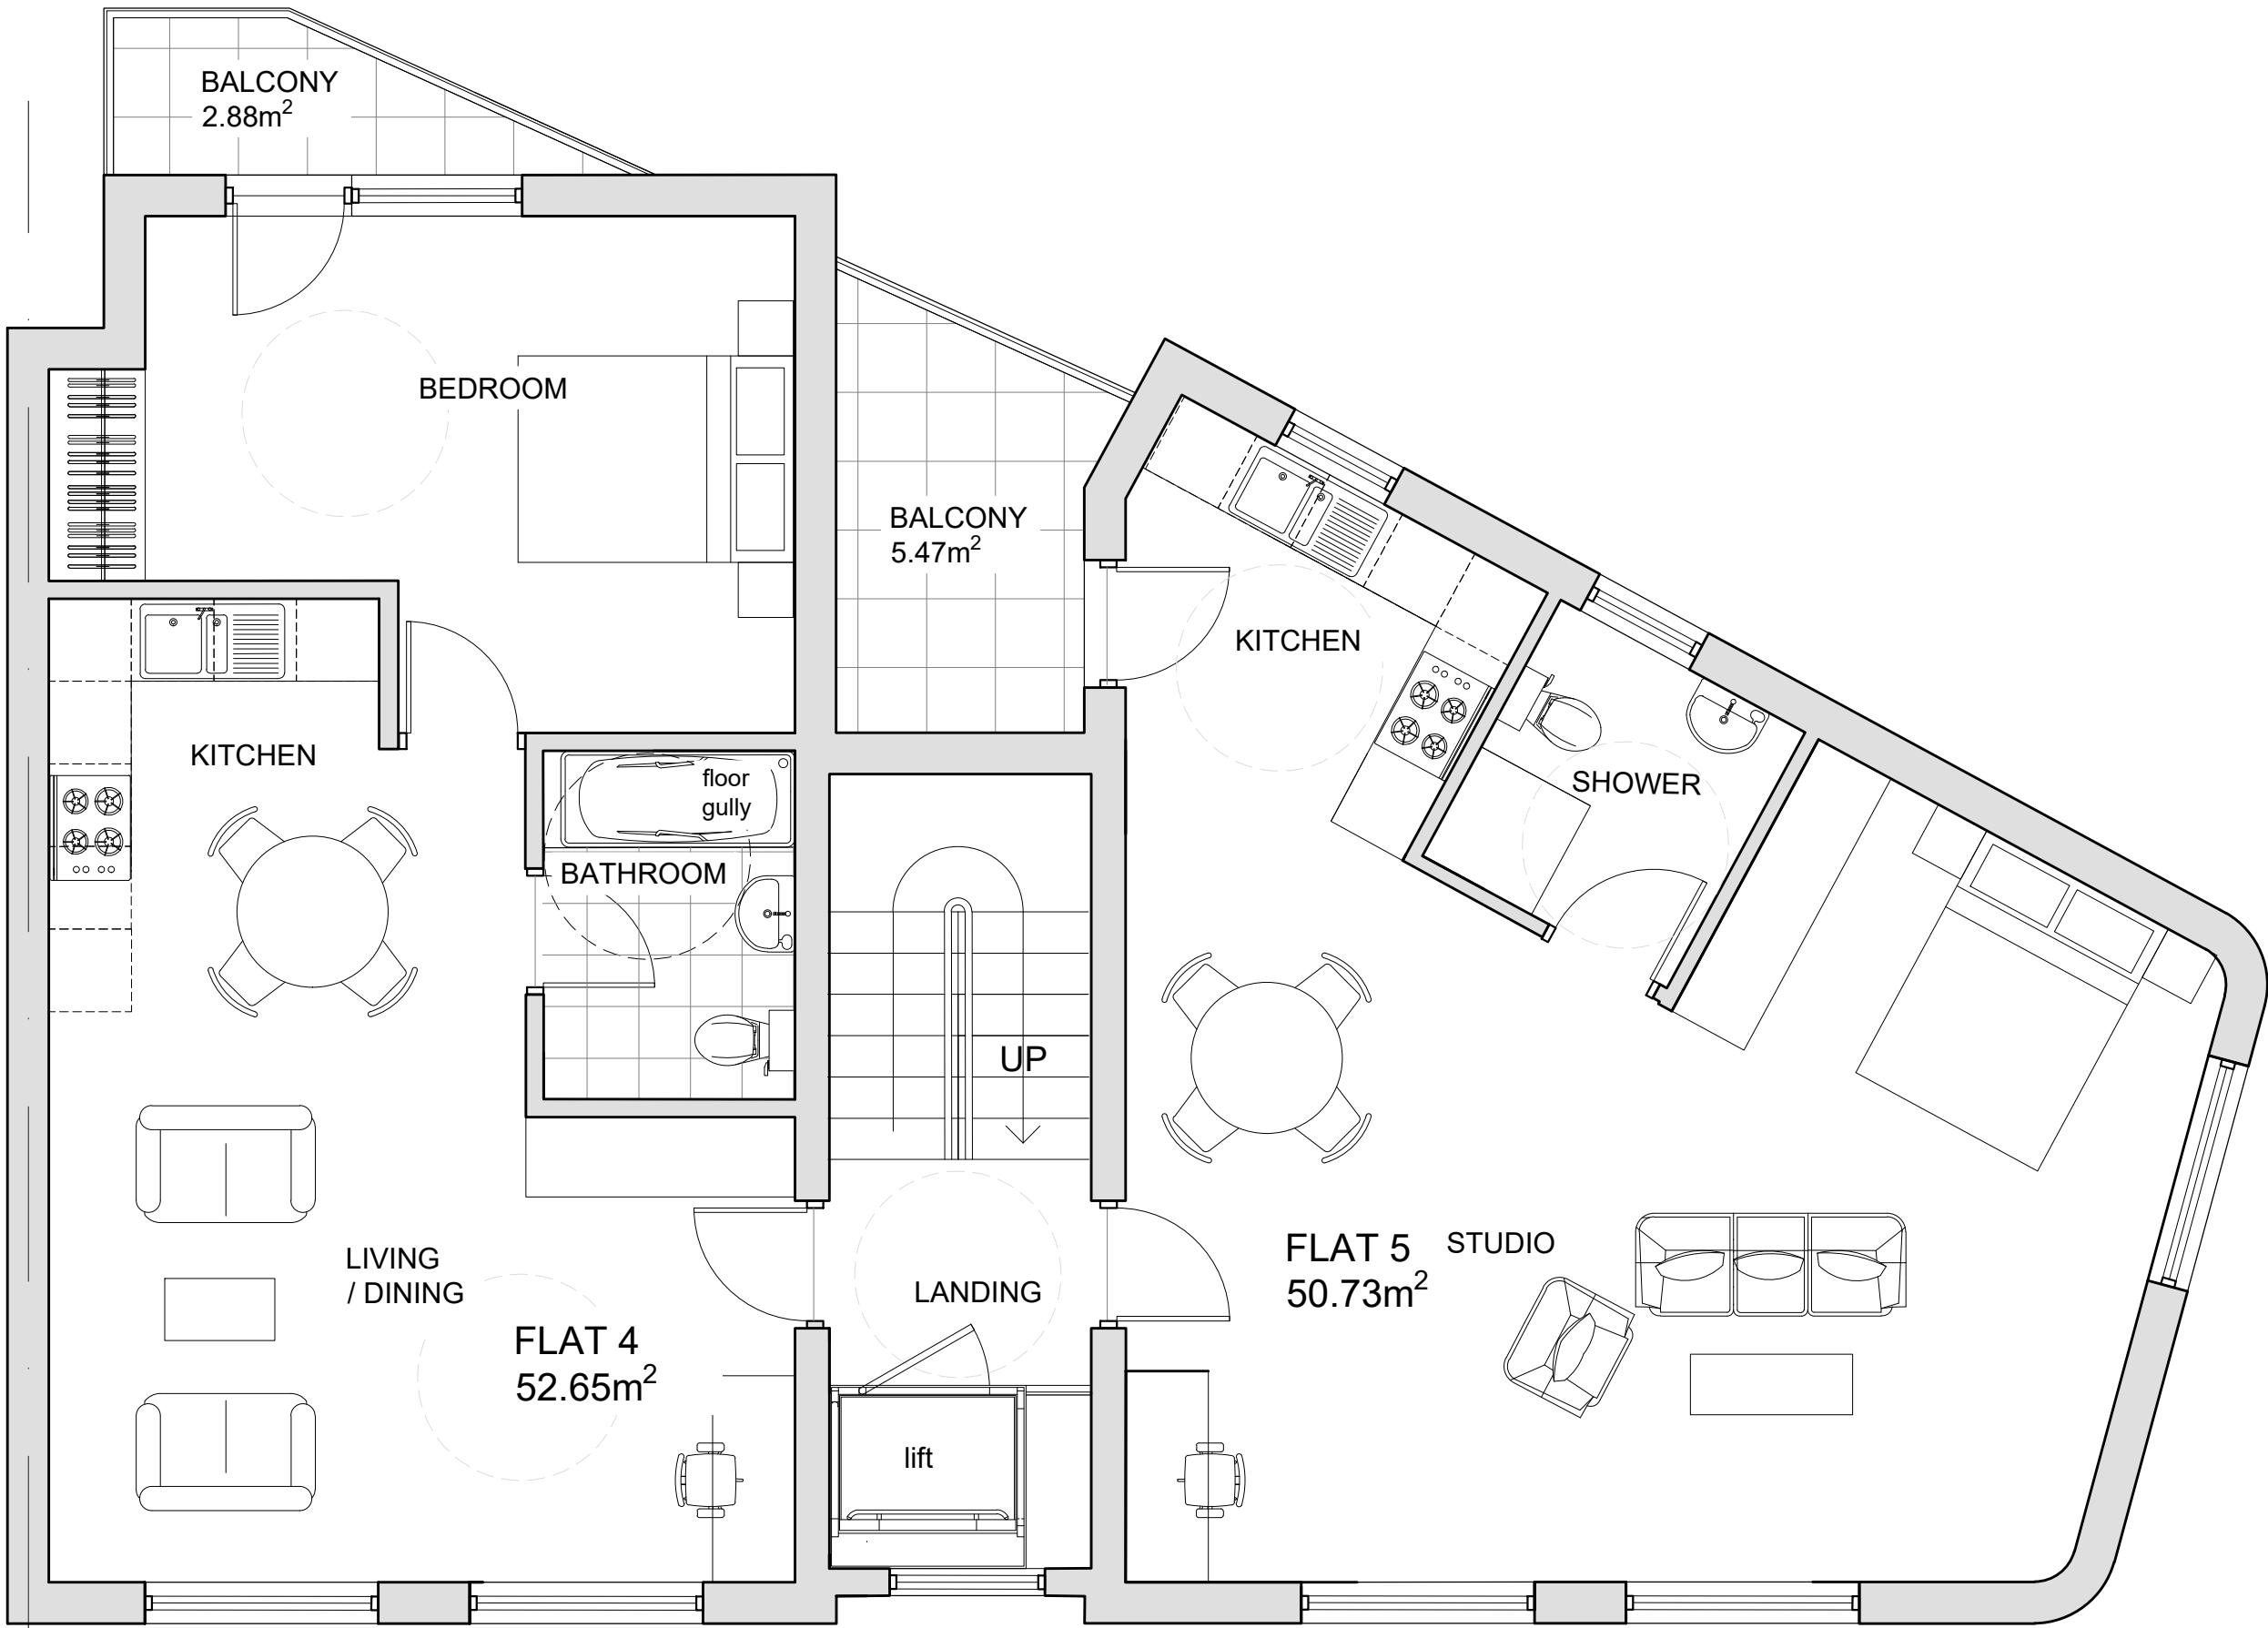 BALCONY
2.88m²
BEDROOM
BALCONY
5.47m²
KITCHEN
KITCHEN
floor
gully
SHOWER
BATHROOM
UP
LIVING
/ DINING
FLAT 4
52.65m²
LANDING
FLAT 5
50.73m²
STUDIO
lift